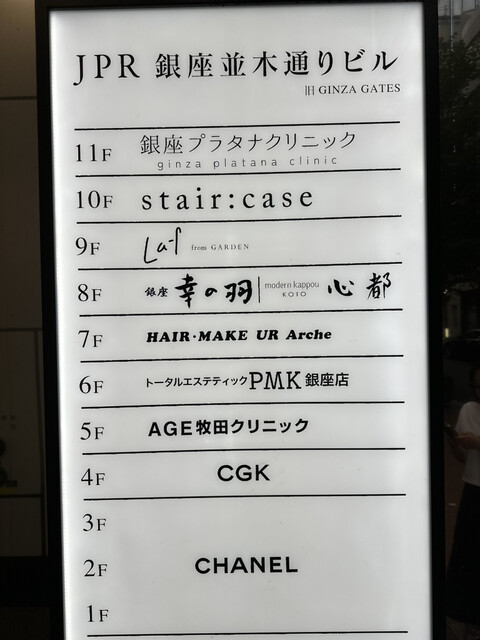 JPR 銀座並木通りビル
旧 GINZA GATES
11F 銀座プラタナクリニック
ginza platana clinic
10F stair:case
9F La-f from GARDEN
8F 銀座 幸の羽 modern kappou KOTO 心都
7F HAIR・MAKE UR Arche
6F トータルエステティックPMK銀座店
5F AGE牧田クリニック
4F CGK
3F
2F CHANEL
1F